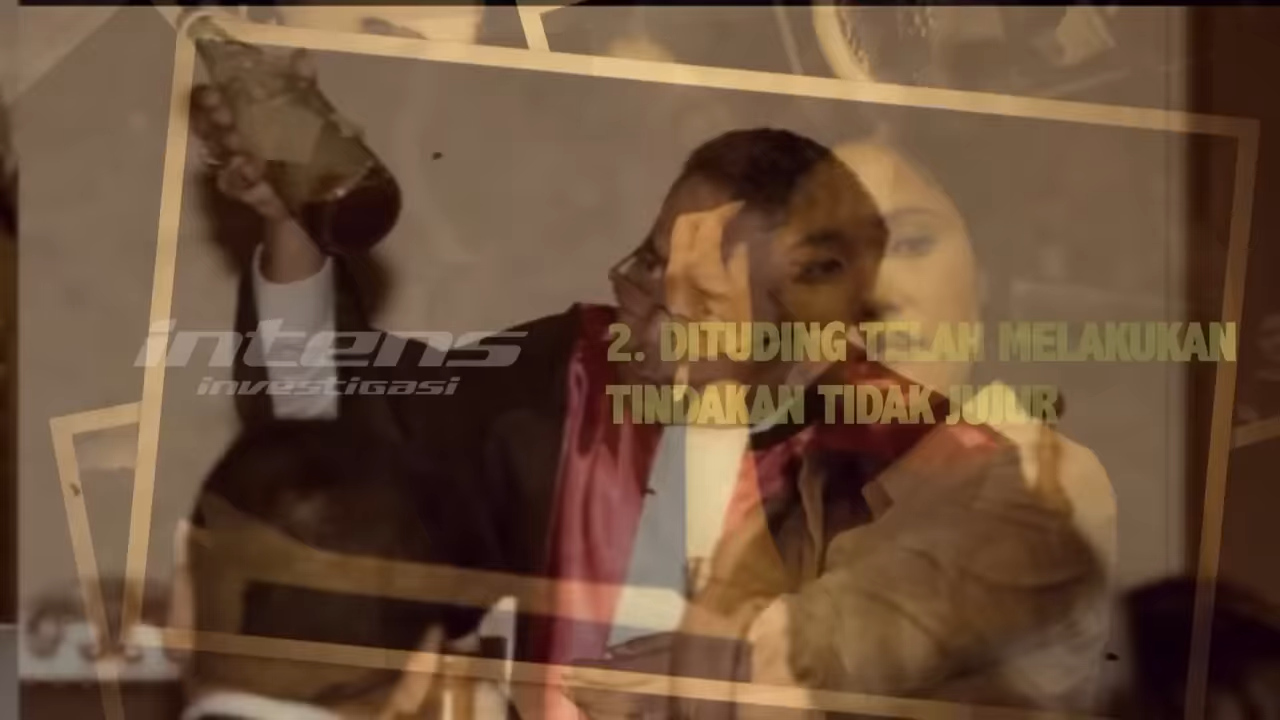 intens
investigasi
2. DITUDING TELAH MELAKUKAN
TINDAKAN TIDAK JUJUR